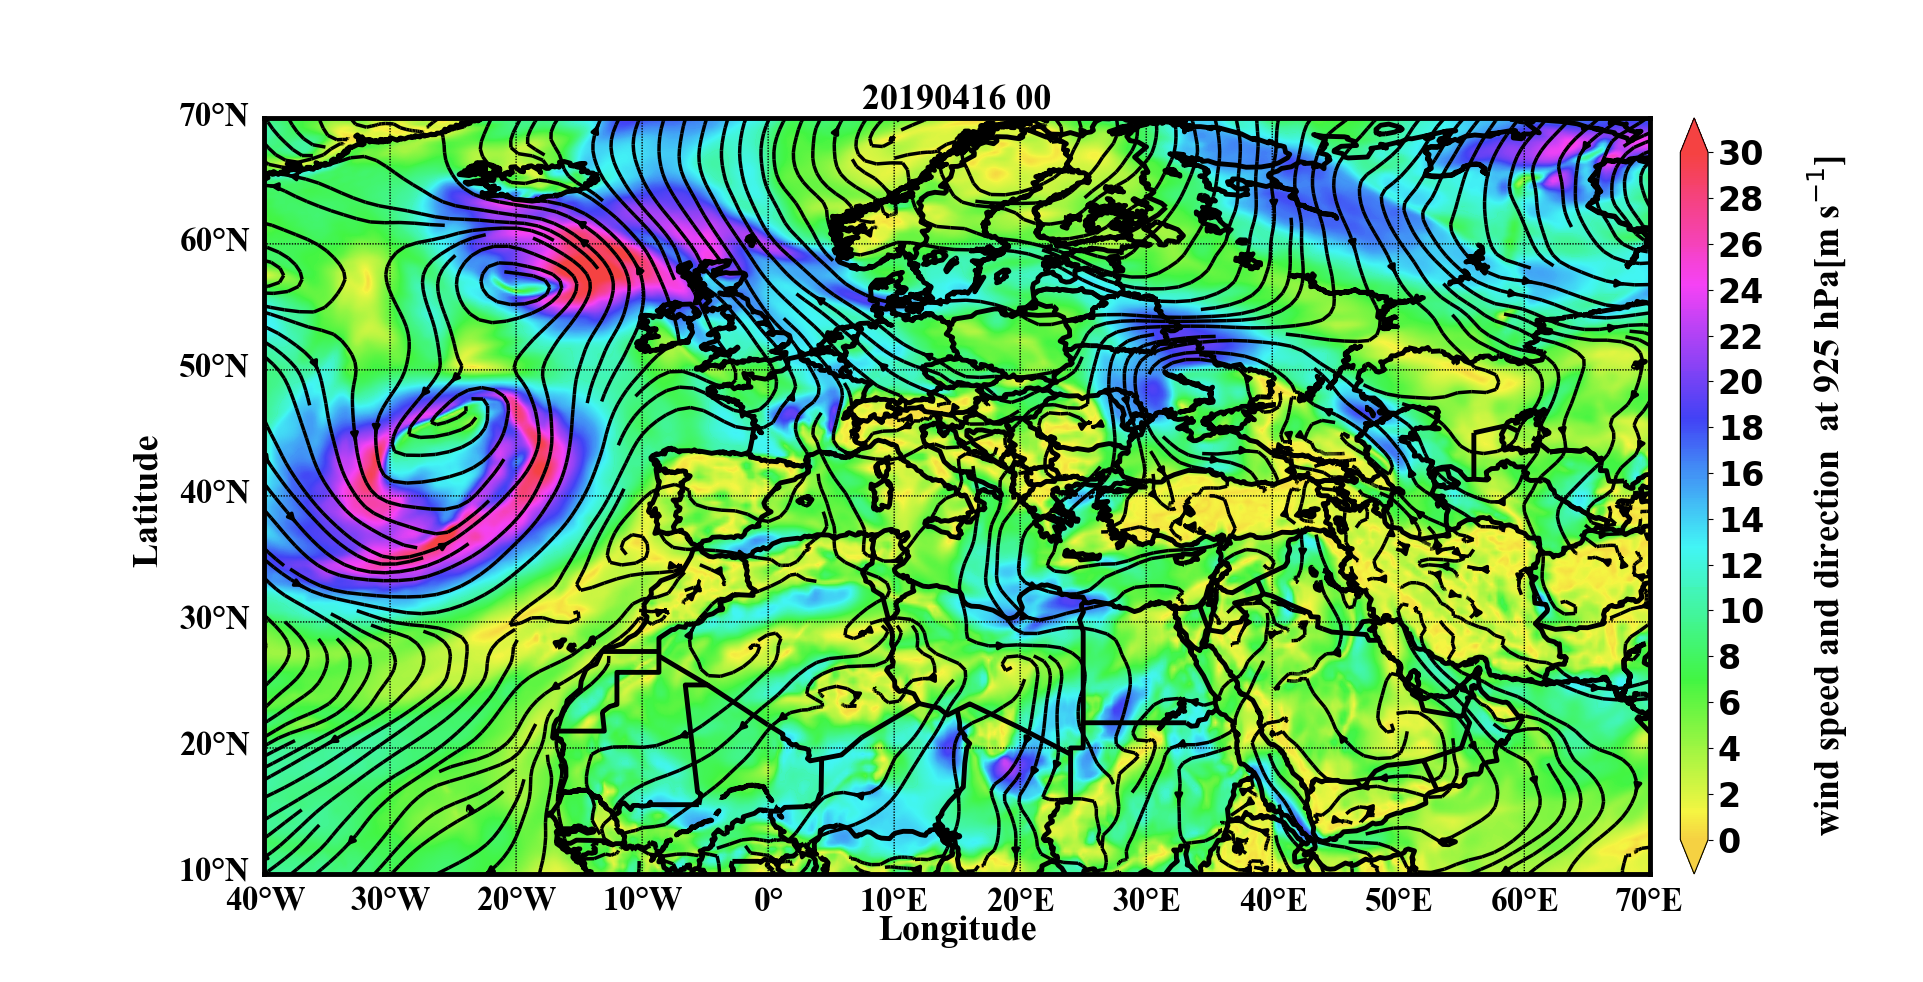 20190416 00
70°N
60°N
50°N
40°N
30°N
20°N
10°N
Latitude
40°W 30°W 20°W 10°W 0° 10°E 20°E 30°E 40°E 50°E 60°E 70°E
Longitude
30
28
26
24
22
20
18
16
14
12
10
8
6
4
2
0
wind speed and direction at 925 hPa[m s⁻¹]